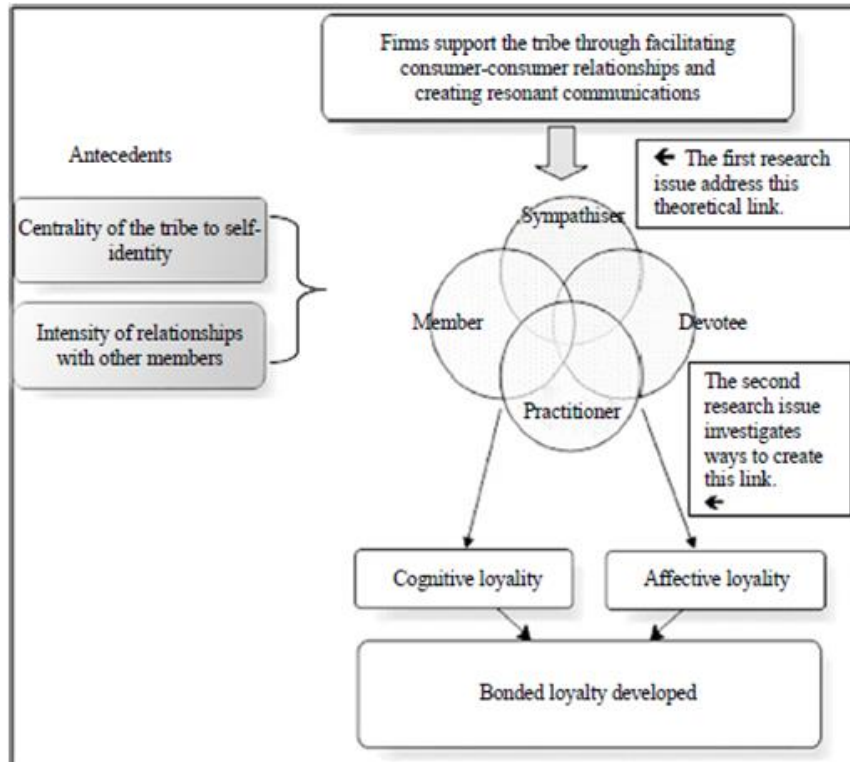 Firms support the tribe through facilitating
consumer-consumer relationships and
creating resonant communications
Antecedents
🡰 The first research
issue address this
theoretical link.
Centrality of the tribe to self-
identity
Intensity of relationships
with other members
Sympathiser
Member
Devotee
Practitioner
The second
research issue
investigates
ways to create
this link.
🡰
Cognitive loyality
Affective loyality
Bonded loyalty developed